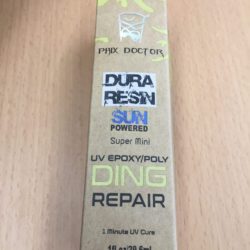 PHIX DOCTOR
DURA
RESIN
SUN
POWERED
Super Mini
UV EPOXY/POLY
DING
REPAIR
1 Minute UV Cure